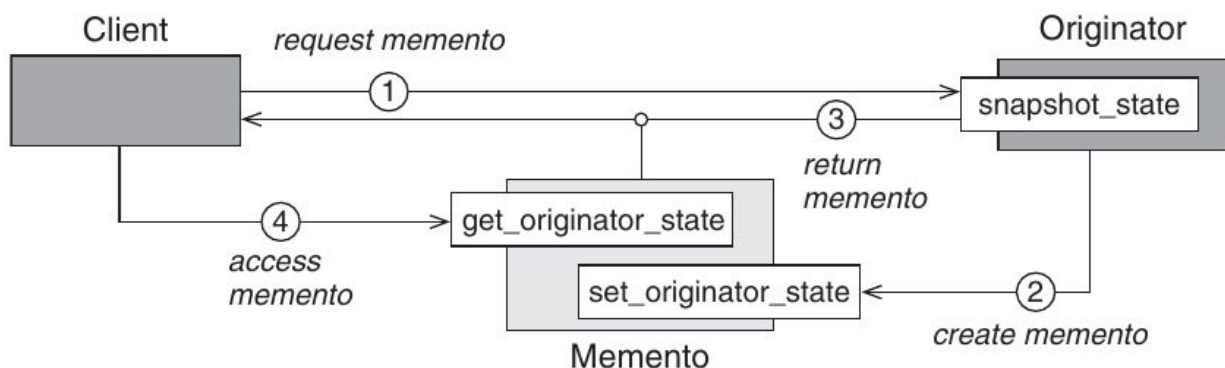 Client
request memento
Originator
1
snapshot_state
3
return
memento
4
get_originator_state
access
memento
set_originator_state
2
create memento
Memento